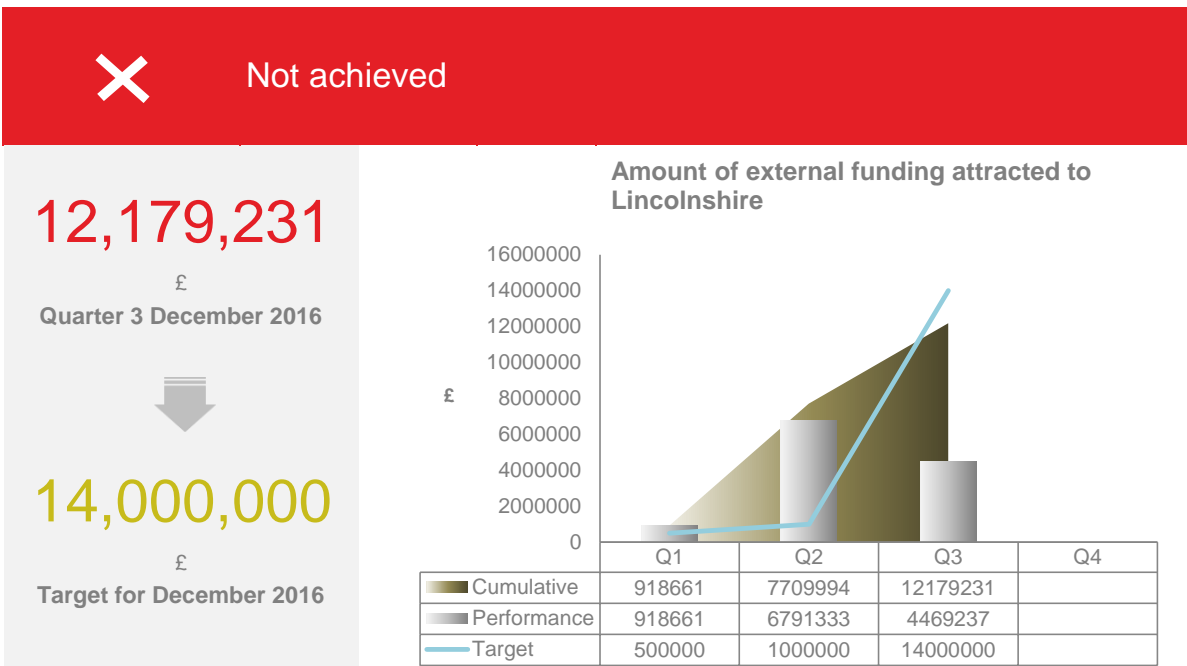 Not achieved
12,179,231
£
Quarter 3 December 2016
14,000,000
£
Target for December 2016
Amount of external funding attracted to
Lincolnshire
£
16000000
14000000
12000000
10000000
8000000
6000000
4000000
2000000
0
Q1 Q2 Q3 Q4
Cumulative 918661 7709994 12179231
Performance 918661 6791333 4469237
Target 500000 1000000 14000000